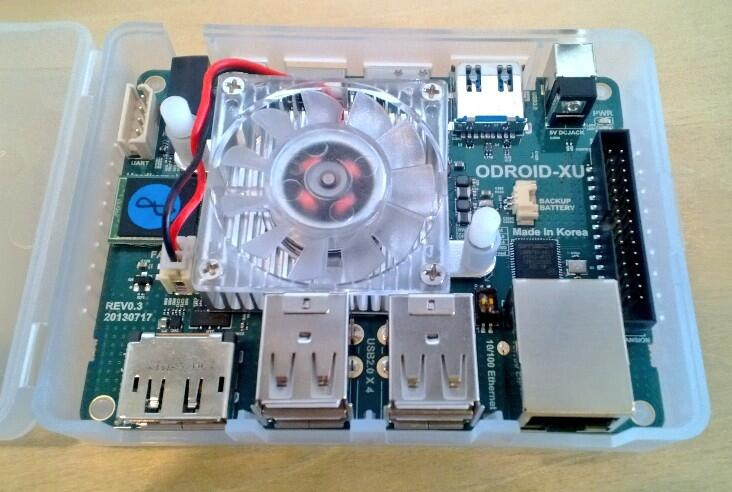 PWR
5V DCJACK
UART
ODROID-XU
BACKUP
BATTERY
Made in Korea
FA
REV0.3
20130717
USB2.0 X 4
10/100 Ethernet